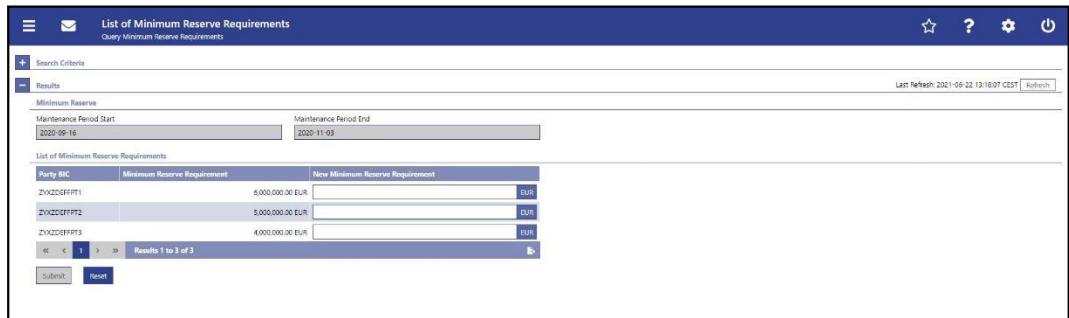 List of Minimum Reserve Requirements
Query Minimum Reserve Requirements
Search Criteria
Results Last Refresh: 2021-06-22 13:18:07 CEST Refresh
Minimum Reserve
Maintenance Period Start Maintenance Period End
2020-09-16 2020-11-03
List of Minimum Reserve Requirements
Party BIC Minimum Reserve Requirement New Minimum Reserve Requirement
ZYXZDEFFPT1 6,000,000.00 EUR EUR
ZYXZDEFFPT2 5,000,000.00 EUR EUR
ZYXZDEFFPT3 4,000,000.00 EUR EUR
« ‹ 1 › » Results 1 to 3 of 3
Submit Reset